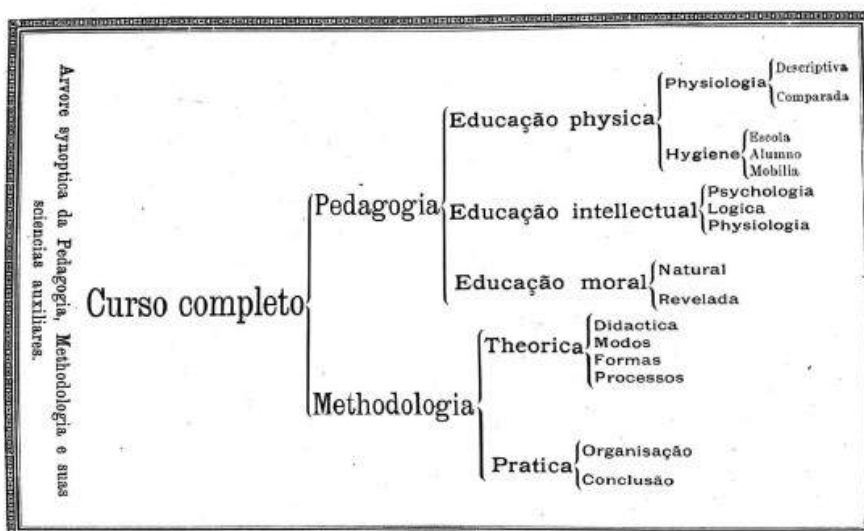 Arvore synoptica da Pedagogia, Methodologia e suas
sciencias auxiliares.
Curso completo
Pedagogia
Educação physica
Physiologia
Descriptiva
Comparada
Hygiene
Escola
Alumno
Mobilia
Educação intellectual
Psychologia
Logica
Physiologia
Educação moral
Natural
Revelada
Methodologia
Theorica
Didactica
Modos
Formas
Processos
Pratica
Organisação
Conclusão